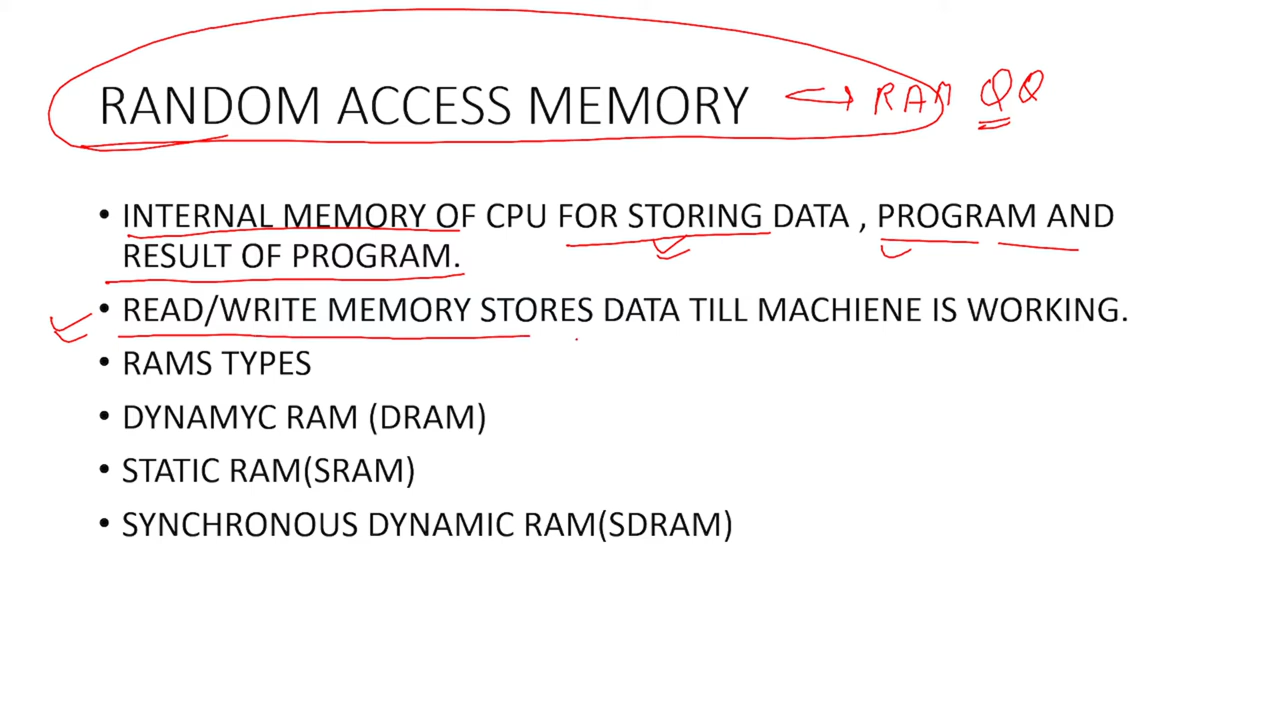 RANDOM ACCESS MEMORY RAM
• INTERNAL MEMORY OF CPU FOR STORING DATA , PROGRAM AND
RESULT OF PROGRAM.
• READ/WRITE MEMORY STORES DATA TILL MACHIENE IS WORKING.
• RAMS TYPES
• DYNAMYC RAM (DRAM)
• STATIC RAM(SRAM)
• SYNCHRONOUS DYNAMIC RAM(SDRAM)